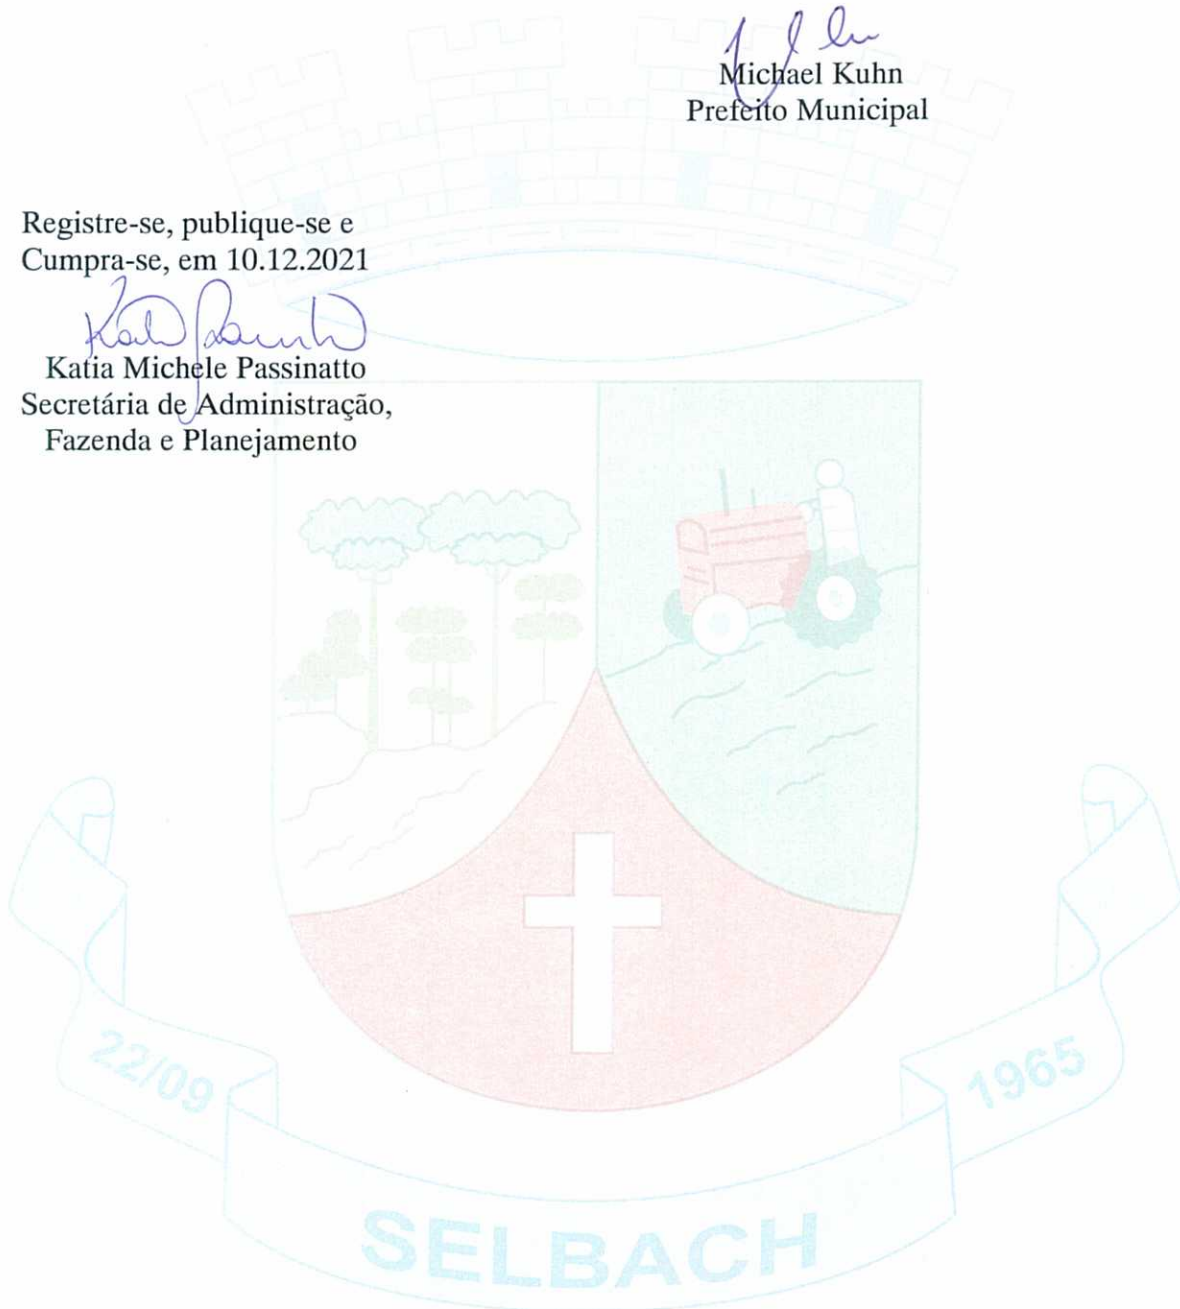 Michael Kuhn
Prefeito Municipal
Registre-se, publique-se e
Cumpra-se, em 10.12.2021
Katia Michele Passinatto
Secretária de Administração,
Fazenda e Planejamento
22/09
1965
SELBACH